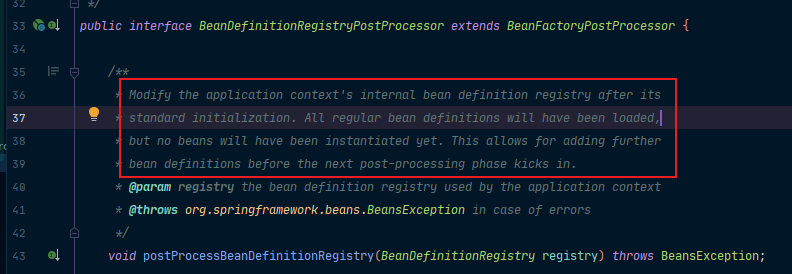 32 */
33 public interface BeanDefinitionRegistryPostProcessor extends BeanFactoryPostProcessor {
34
35 /**
36 * Modify the application context's internal bean definition registry after its
37 * standard initialization. All regular bean definitions will have been loaded,
38 * but no beans will have been instantiated yet. This allows for adding further
39 * bean definitions before the next post-processing phase kicks in.
40 * @param registry the bean definition registry used by the application context
41 * @throws org.springframework.beans.BeansException in case of errors
42 */
43 void postProcessBeanDefinitionRegistry(BeanDefinitionRegistry registry) throws BeansException;